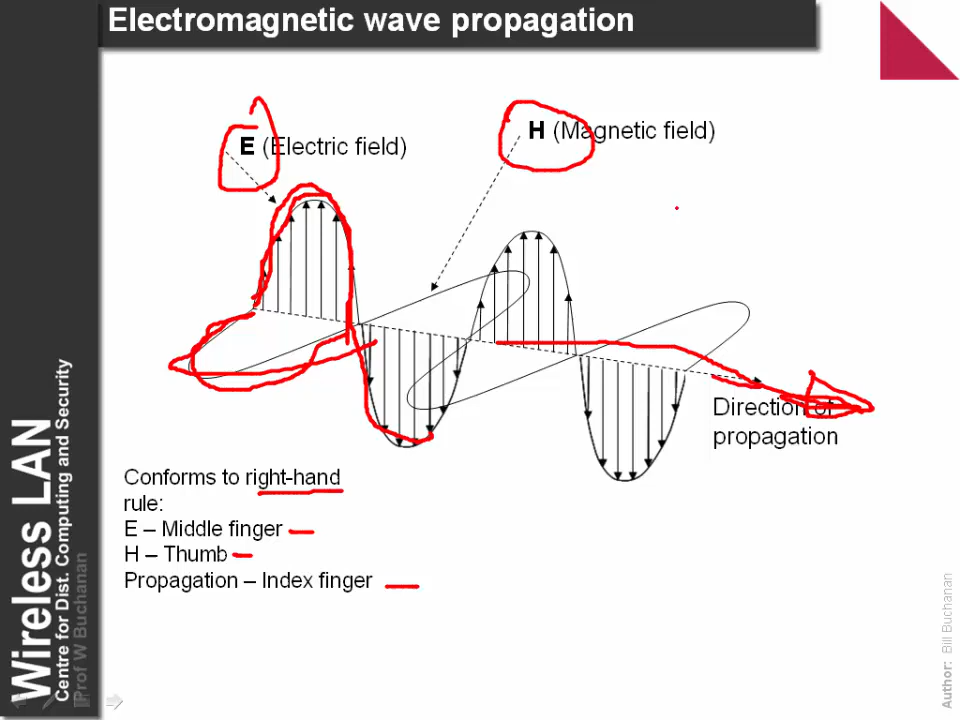 Electromagnetic wave propagation
E (Electric field)
H (Magnetic field)
Direction of
propagation
Conforms to right-hand
rule:
E – Middle finger
H – Thumb
Propagation – Index finger
Wireless LAN
Centre for Dist. Computing and Security
Prof W Buchanan
Author: Bill Buchanan